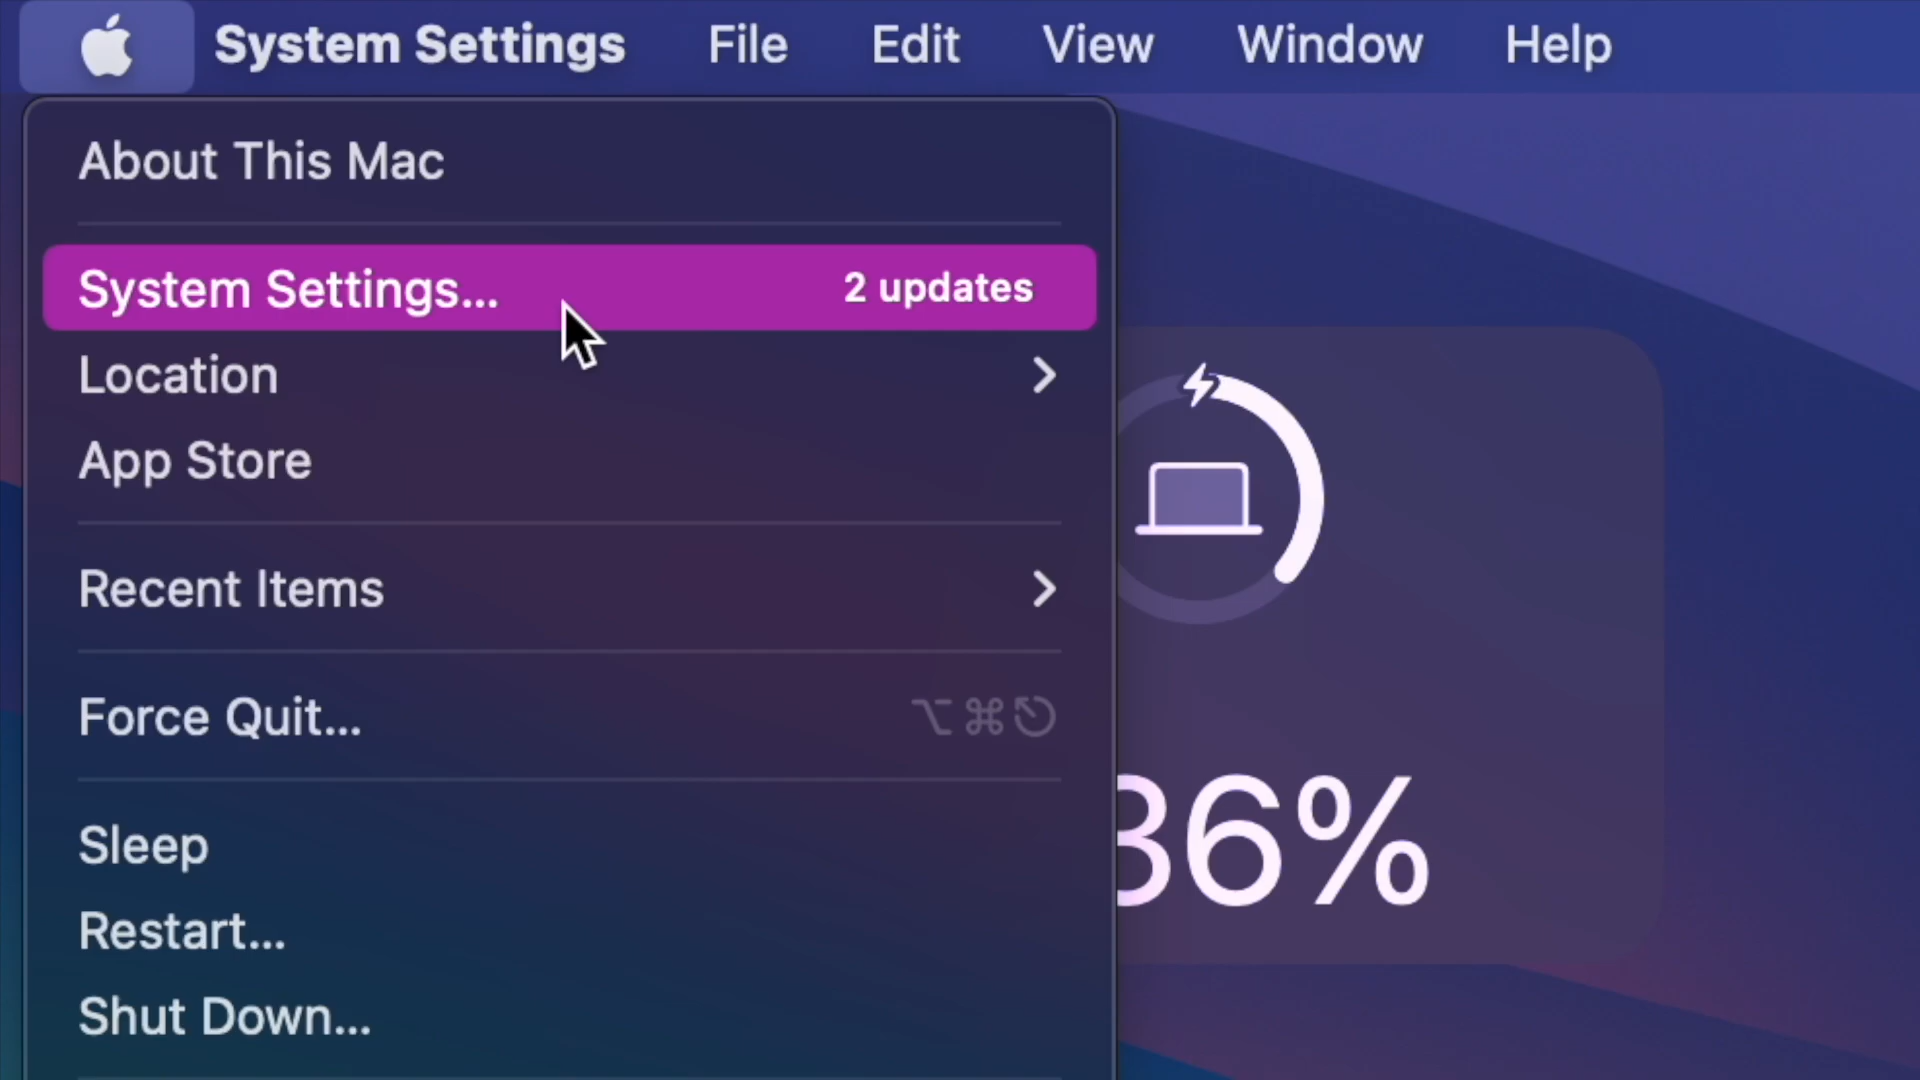 System Settings File Edit View Window Help
About This Mac
System Settings... 2 updates
Location
App Store
Recent Items
Force Quit... ⌥⌘⎋
Sleep
Restart...
Shut Down...
36%